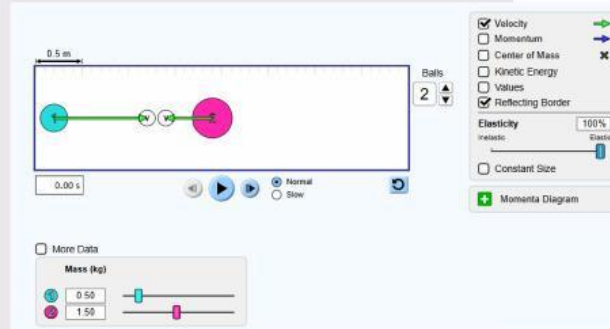 Velocity
Momentum
Center of Mass
Kinetic Energy
Values
Reflecting Border
Elasticity 100%
Inelastic Elastic
Constant Size
Momenta Diagram
0.5 m
1 v v 2
Balls
2
0.00 s
Normal
Slow
More Data
Mass (kg)
1 0.50
2 1.50